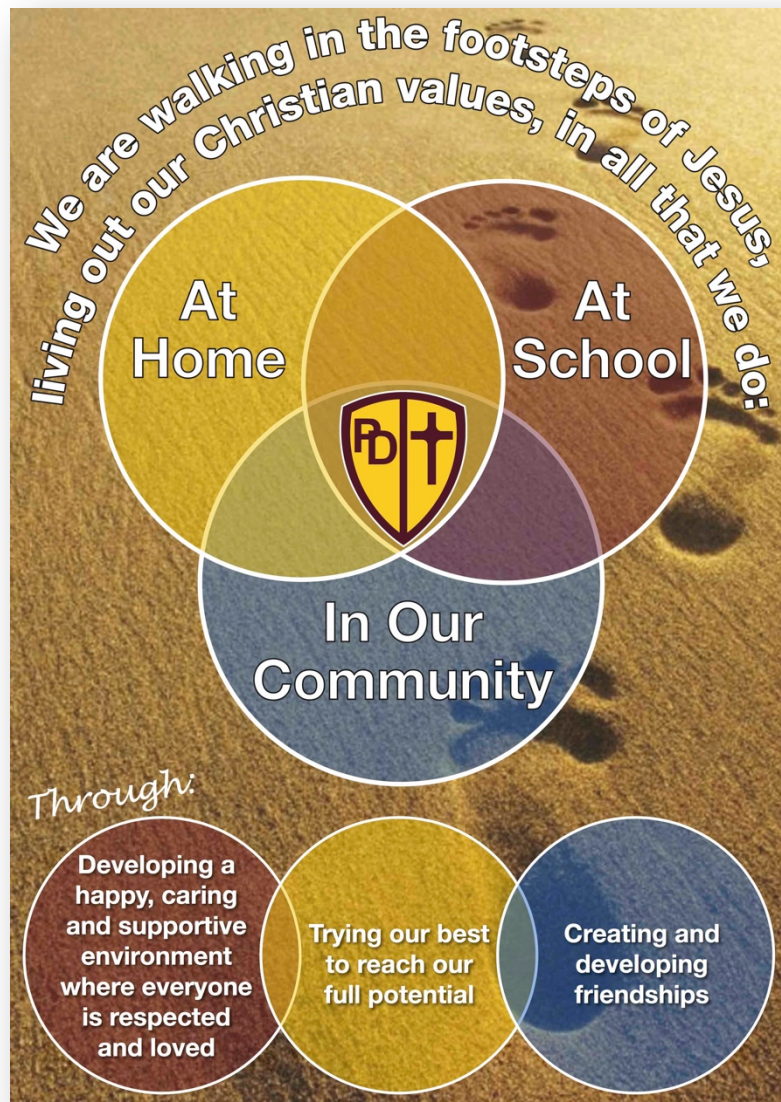 We are walking in the footsteps of Jesus,
living out our Christian values, in all that we do:
At
Home
At
School
PD
In Our
Community
Through:
Developing a
happy, caring
and supportive
environment
where everyone
is respected
and loved
Trying our best
to reach our
full potential
Creating and
developing
friendships